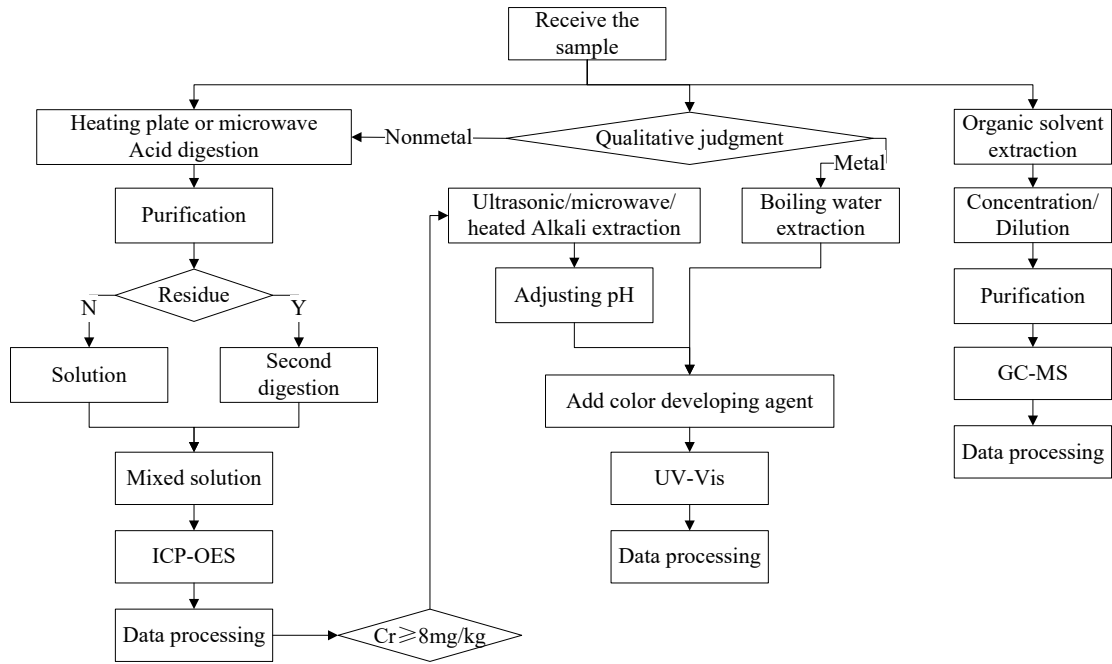 Receive the
sample
Heating plate or microwave
Acid digestion
Nonmetal
Qualitative judgment
Metal
Organic solvent
extraction
Purification
Ultrasonic/microwave/
heated Alkali extraction
Boiling water
extraction
Concentration/
Dilution
Residue
N
Y
Adjusting pH
Purification
Solution
Second
digestion
Add color developing agent
GC-MS
Mixed solution
UV-Vis
Data processing
ICP-OES
Data processing
Data processing
Cr≥8mg/kg